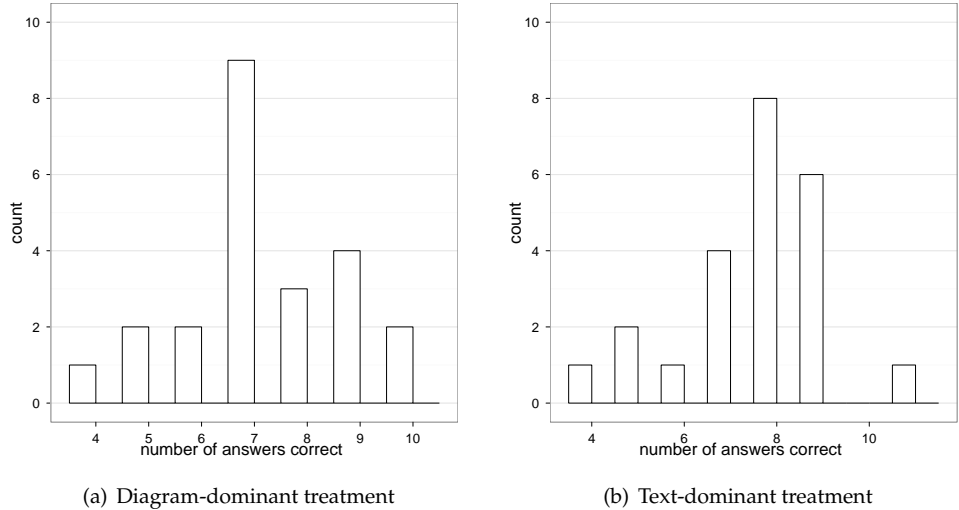 10
8
6
4
2
0
count
4 5 6 7 8 9 10
number of answers correct
(a) Diagram-dominant treatment
10
8
6
4
2
0
count
4 6 8 10
number of answers correct
(b) Text-dominant treatment